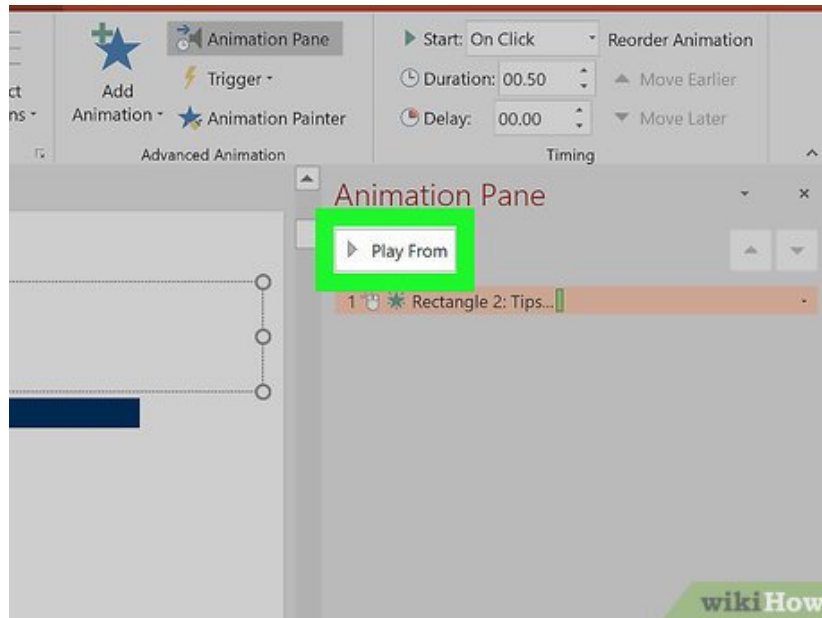 Animation Pane
Start: On Click
Reorder Animation
Add
Animation
Trigger
Duration: 00.50
Move Earlier
ct
ns
Animation Painter
Delay: 00.00
Move Later
Advanced Animation
Timing
Animation Pane
Play From
1 Rectangle 2: Tips...
wikiHow